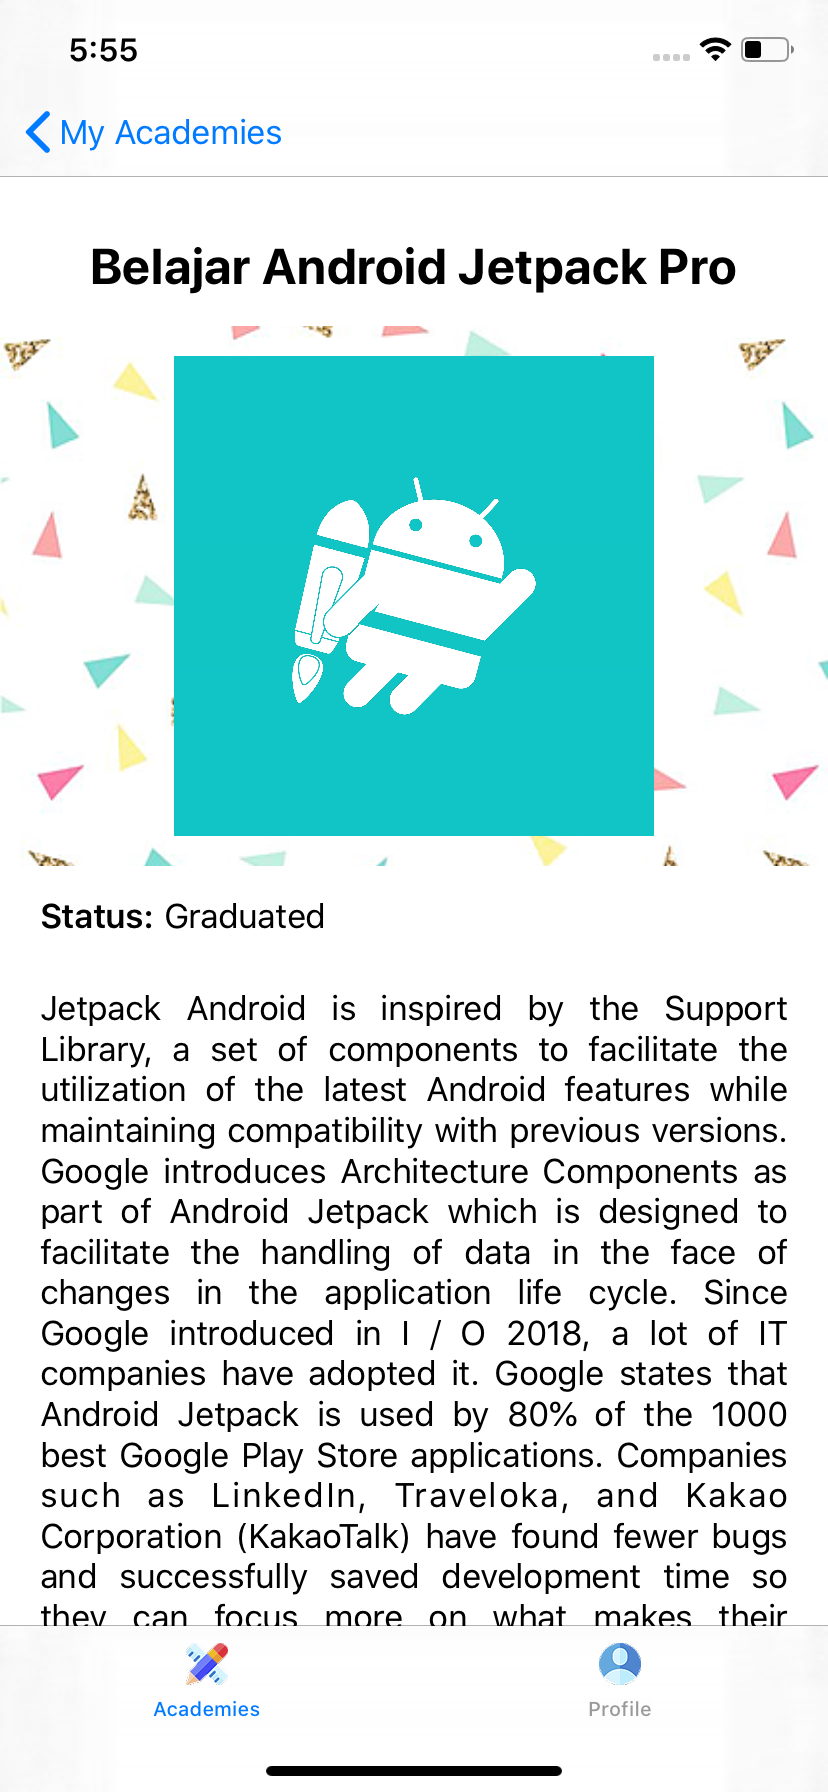 5:55
My Academies
Belajar Android Jetpack Pro
Status: Graduated
Jetpack Android is inspired by the Support
Library, a set of components to facilitate the
utilization of the latest Android features while
maintaining compatibility with previous versions.
Google introduces Architecture Components as
part of Android Jetpack which is designed to
facilitate the handling of data in the face of
changes in the application life cycle. Since
Google introduced in I / O 2018, a lot of IT
companies have adopted it. Google states that
Android Jetpack is used by 80% of the 1000
best Google Play Store applications. Companies
such as LinkedIn, Traveloka, and Kakao
Corporation (KakaoTalk) have found fewer bugs
and successfully saved development time so
they can focus more on what makes their
Academies
Profile